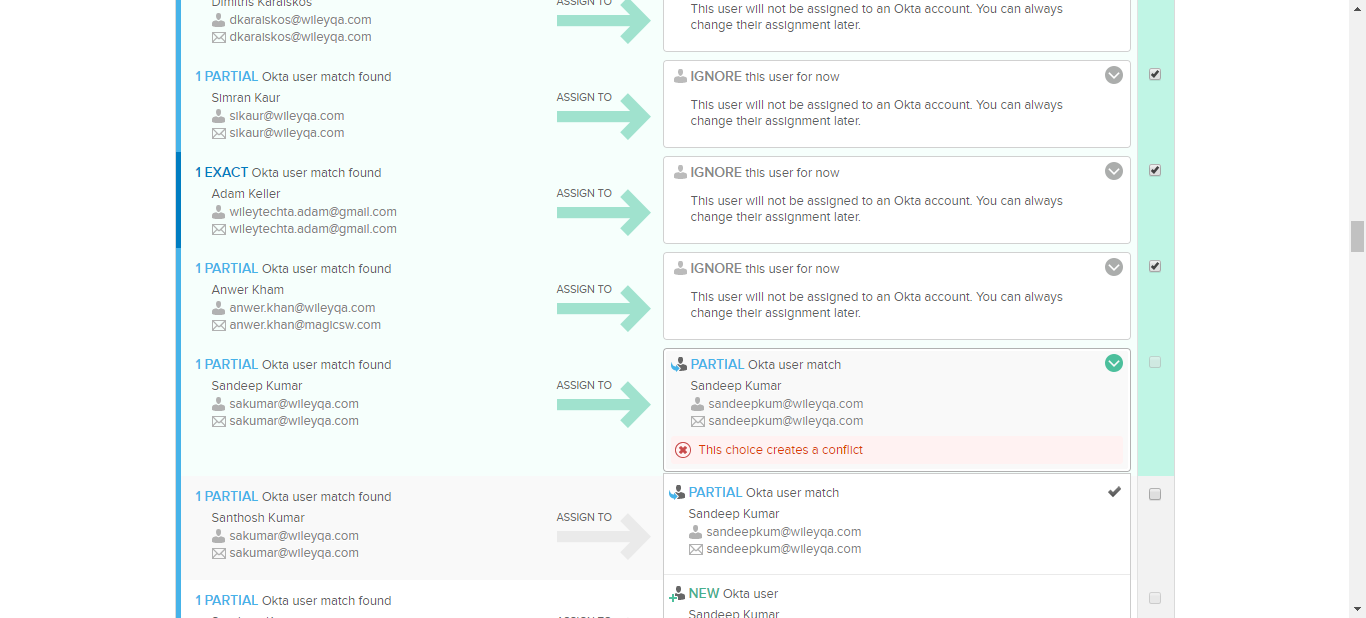 Dimitris Karaiskos
dkaraiskos@wileyqa.com
dkaraiskos@wileyqa.com
ASSIGN TO
This user will not be assigned to an Okta account. You can always
change their assignment later.
1 PARTIAL Okta user match found
Simran Kaur
sikaur@wileyqa.com
sikaur@wileyqa.com
ASSIGN TO
IGNORE this user for now
This user will not be assigned to an Okta account. You can always
change their assignment later.
1 EXACT Okta user match found
Adam Keller
wileytechta.adam@gmail.com
wileytechta.adam@gmail.com
ASSIGN TO
IGNORE this user for now
This user will not be assigned to an Okta account. You can always
change their assignment later.
1 PARTIAL Okta user match found
Anwer Kham
anwer.khan@wileyqa.com
anwer.khan@magicsw.com
ASSIGN TO
IGNORE this user for now
This user will not be assigned to an Okta account. You can always
change their assignment later.
1 PARTIAL Okta user match found
Sandeep Kumar
sakumar@wileyqa.com
sakumar@wileyqa.com
ASSIGN TO
PARTIAL Okta user match
Sandeep Kumar
sandeepkum@wileyqa.com
sandeepkum@wileyqa.com
This choice creates a conflict
1 PARTIAL Okta user match found
Santhosh Kumar
sakumar@wileyqa.com
sakumar@wileyqa.com
ASSIGN TO
PARTIAL Okta user match
Sandeep Kumar
sandeepkum@wileyqa.com
sandeepkum@wileyqa.com
1 PARTIAL Okta user match found
NEW Okta user
Sandeep Kumar